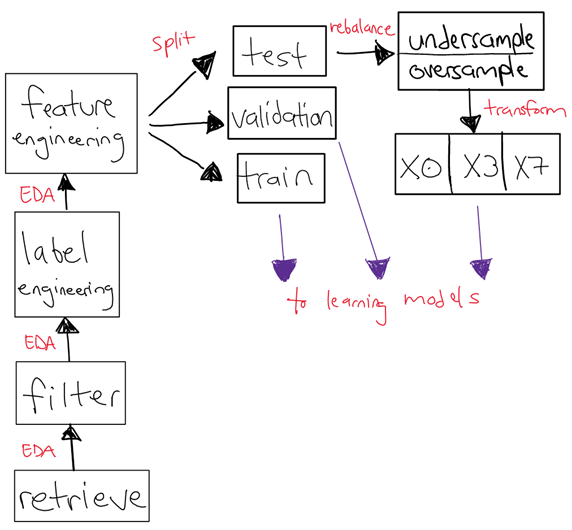 split
test
rebalance
undersample
oversample
feature
engineering
validation
transform
train
X0 X3 X7
EDA
label
engineering
to learning models
EDA
filter
EDA
retrieve